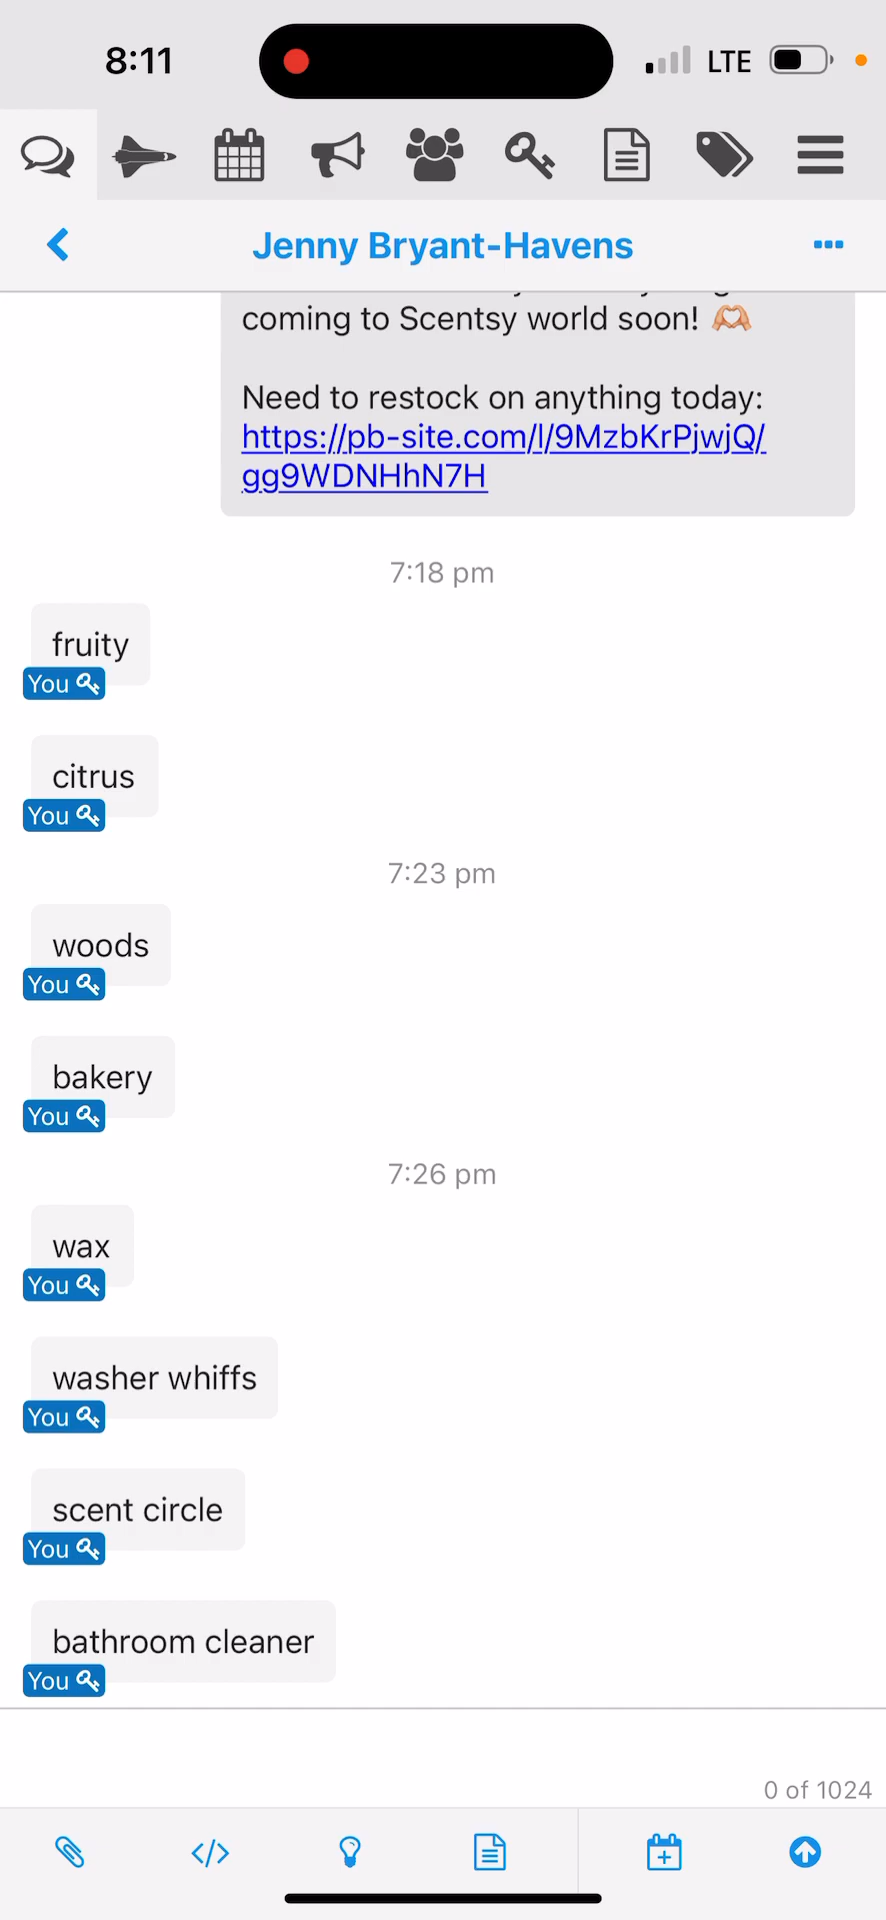 8:11
LTE
Jenny Bryant-Havens
coming to Scentsy world soon! 🫶🏼
Need to restock on anything today:
https://pb-site.com/l/9MzbKrPjwjQ/
gg9WDNHhN7H
7:18 pm
fruity
You
citrus
You
7:23 pm
woods
You
bakery
You
7:26 pm
wax
You
washer whiffs
You
scent circle
You
bathroom cleaner
You
0 of 1024